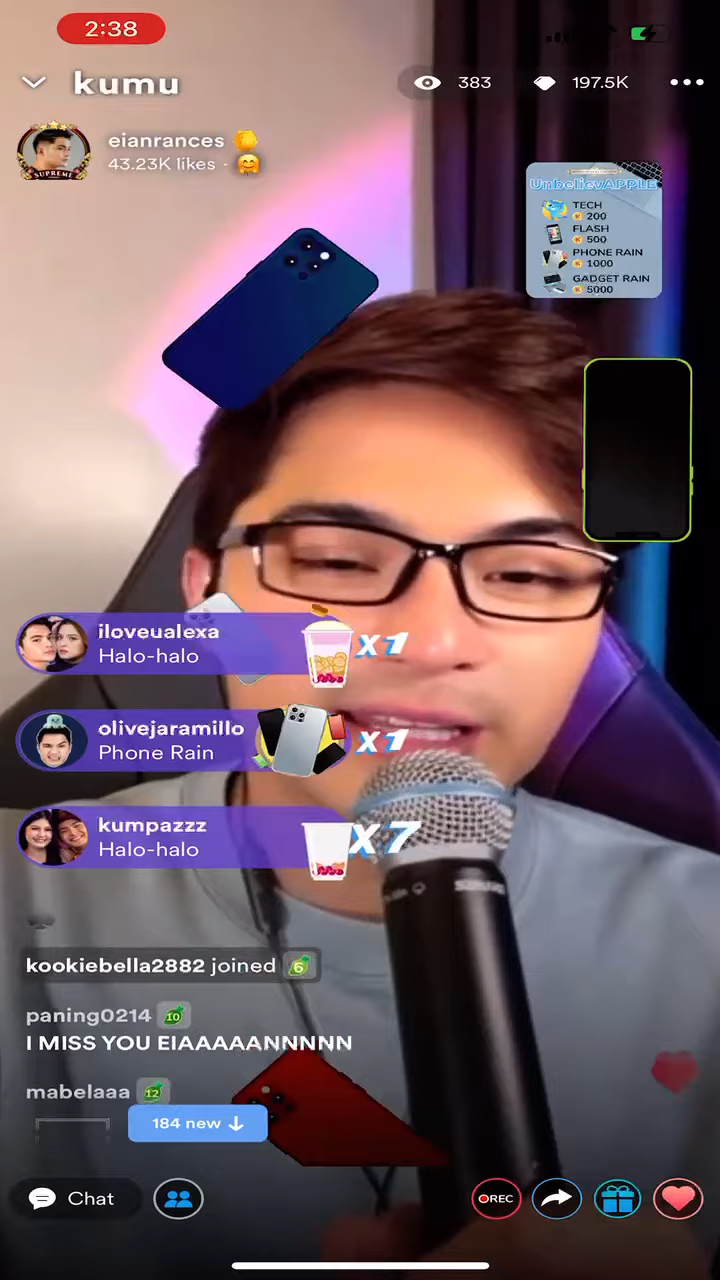 2:38
kumu
383
197.5K
eianrances
43.23K likes ·
SUPREME
UnbelievAPPLE
TECH
200
FLASH
500
PHONE RAIN
1000
GADGET RAIN
5000
iloveualexa
Halo-halo
X1
olivejaramillo
Phone Rain
X1
kumpazzz
Halo-halo
X7
kookiebella2882 joined 6
paning0214 10
I MISS YOU EIAAAAANNNNN
mabelaaa 12
184 new ↓
Chat
REC